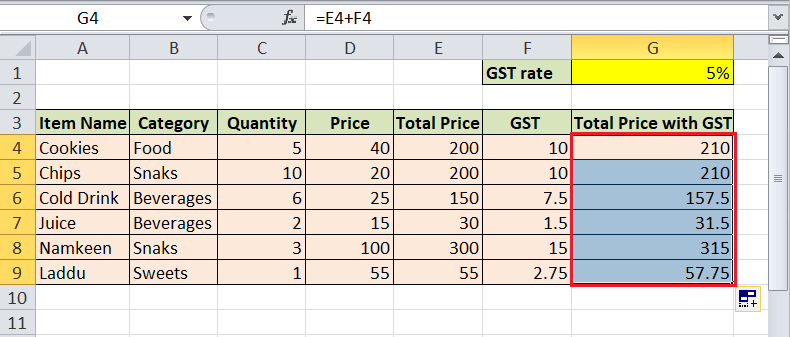 G4 fx =E4+F4
A B C D E F G
1 GST rate 5%
2
3 Item Name Category Quantity Price Total Price GST Total Price with GST
4 Cookies Food 5 40 200 10 210
5 Chips Snaks 10 20 200 10 210
6 Cold Drink Beverages 6 25 150 7.5 157.5
7 Juice Beverages 2 15 30 1.5 31.5
8 Namkeen Snaks 3 100 300 15 315
9 Laddu Sweets 1 55 55 2.75 57.75
10
11